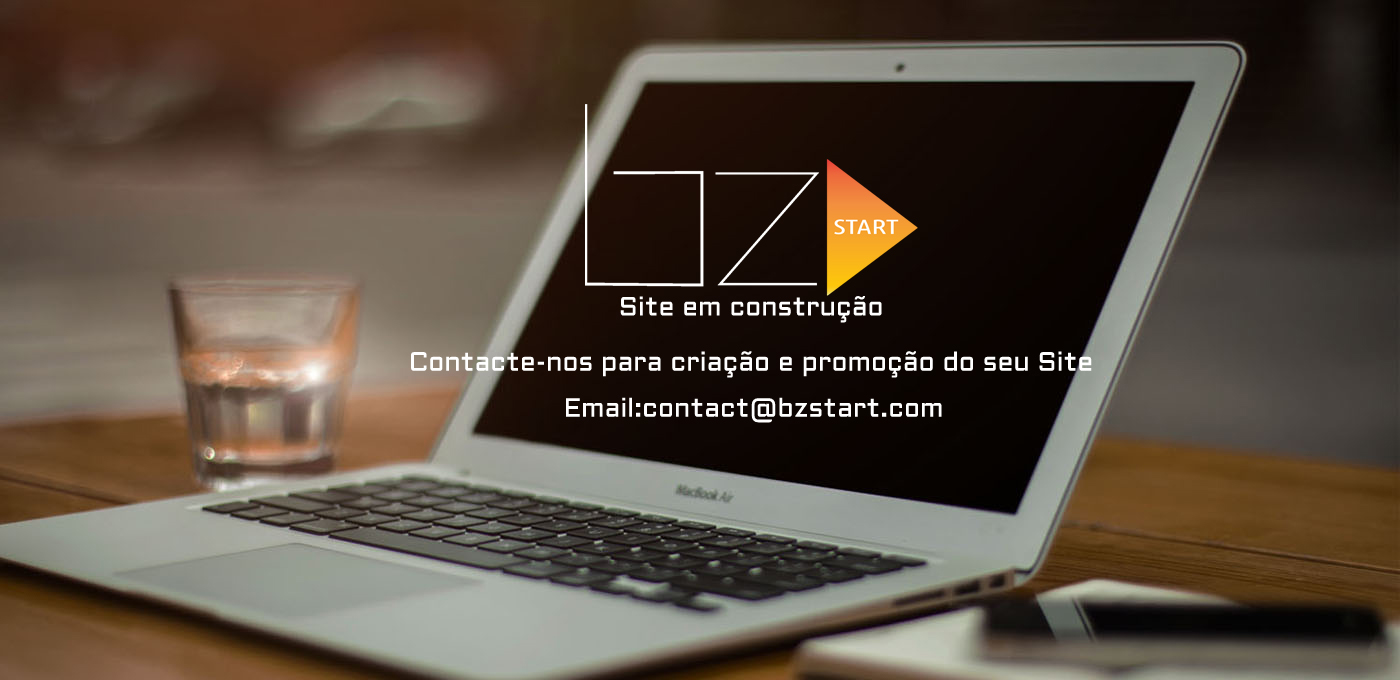 bz START
Site em construção
Contacte-nos para criação e promoção do seu Site
Email:contact@bzstart.com
MacBook Air